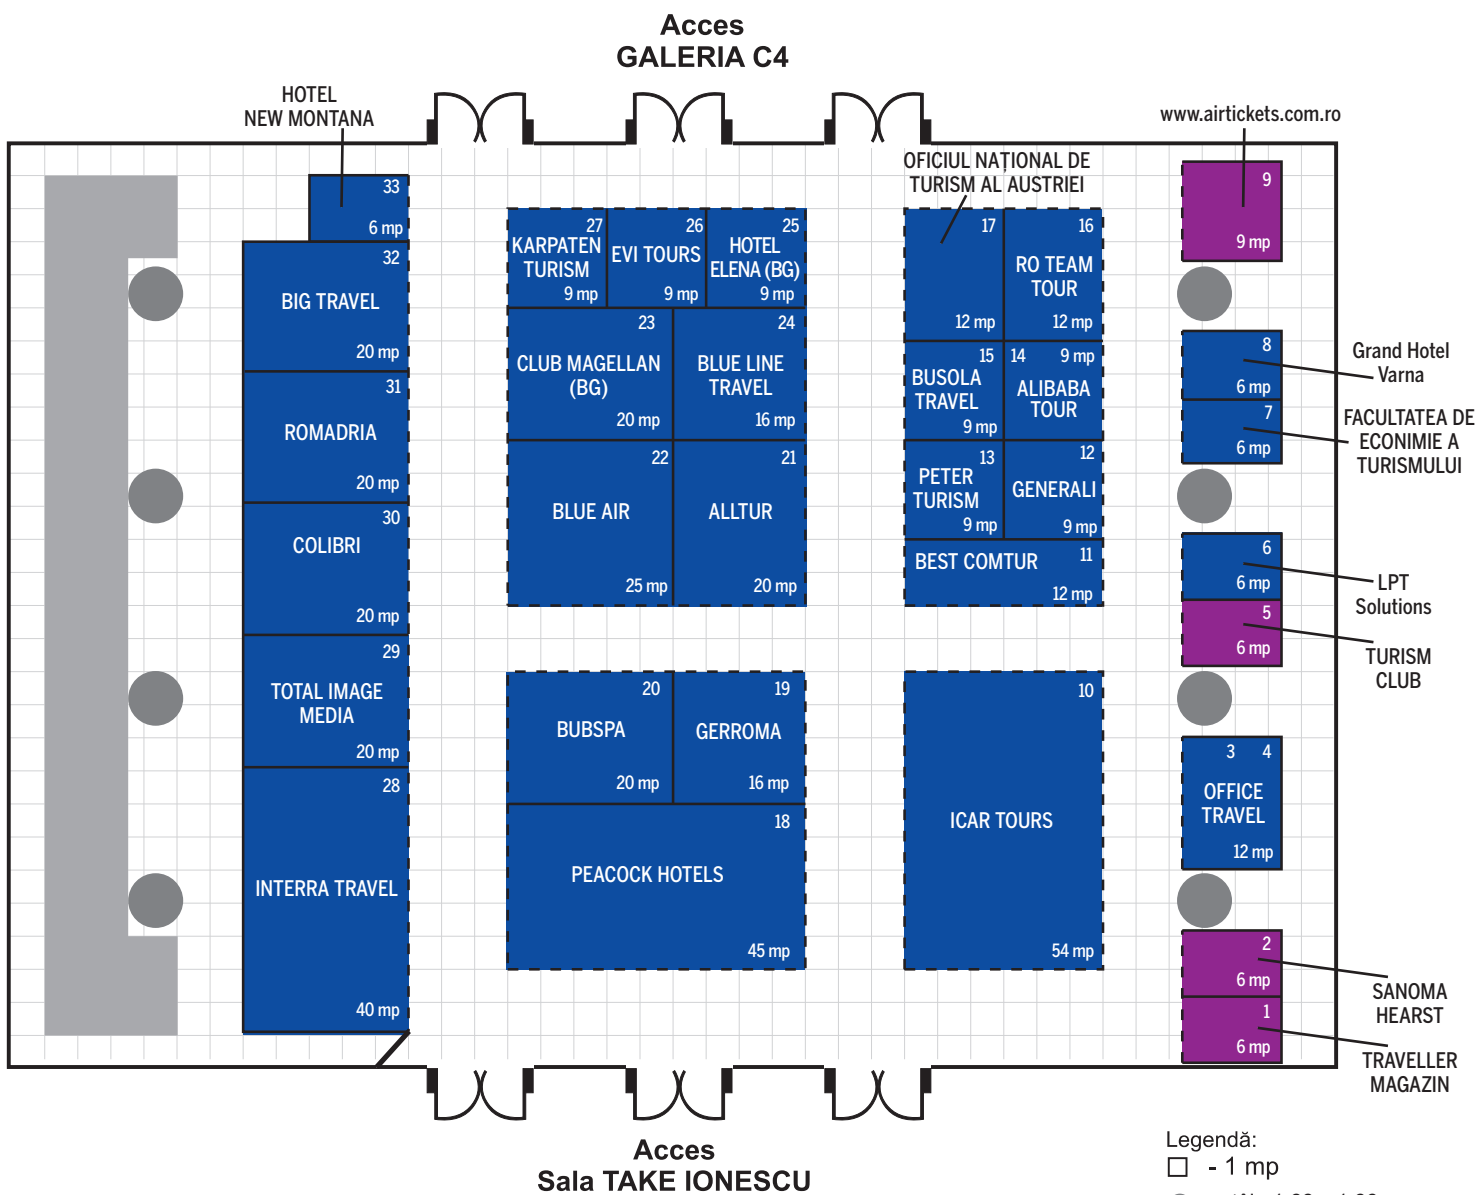 Acces
GALERIA C4
HOTEL
NEW MONTANA
www.airtickets.com.ro
OFICIUL NAȚIONAL DE
TURISM AL AUSTRIEI
33
6 mp
32
BIG TRAVEL
20 mp
31
ROMADRIA
20 mp
30
COLIBRI
20 mp
29
TOTAL IMAGE
MEDIA
20 mp
28
INTERRA TRAVEL
40 mp
27
KARPATEN
TURISM
9 mp
26
EVI TOURS
9 mp
25
HOTEL
ELENA (BG)
9 mp
23
CLUB MAGELLAN
(BG)
20 mp
24
BLUE LINE
TRAVEL
16 mp
22
BLUE AIR
25 mp
21
ALLTUR
20 mp
20
BUBSPA
20 mp
19
GERROMA
16 mp
18
PEACOCK HOTELS
45 mp
17
12 mp
16
RO TEAM
TOUR
12 mp
15
BUSOLA
TRAVEL
9 mp
14 9 mp
ALIBABA
TOUR
13
PETER
TURISM
9 mp
12
GENERALI
9 mp
11
BEST COMTUR
12 mp
10
ICAR TOURS
54 mp
9
9 mp
8
6 mp
Grand Hotel
Varna
7
6 mp
FACULTATEA DE
ECONIMIE A
TURISMULUI
6
6 mp
LPT
Solutions
5
6 mp
TURISM
CLUB
3 4
OFFICE
TRAVEL
12 mp
2
6 mp
SANOMA
HEARST
1
6 mp
TRAVELLER
MAGAZIN
Acces
Sala TAKE IONESCU
Legendă:
- 1 mp